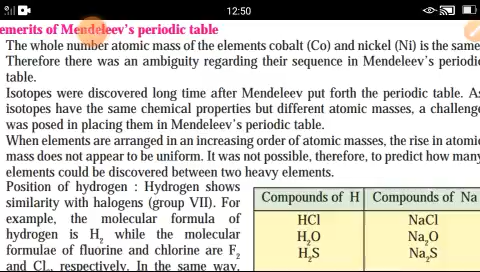 12:50
emerits of Mendeleev's periodic table
The whole number atomic mass of the elements cobalt (Co) and nickel (Ni) is the same
Therefore there was an ambiguity regarding their sequence in Mendeleev's periodi
table.
Isotopes were discovered long time after Mendeleev put forth the periodic table. As
isotopes have the same chemical properties but different atomic masses, a challeng
was posed in placing them in Mendeleev's periodic table.
When elements are arranged in an increasing order of atomic masses, the rise in atomi
mass does not appear to be uniform. It was not possible, therefore, to predict how many
elements could be discovered between two heavy elements.
Position of hydrogen : Hydrogen shows
similarity with halogens (group VII). For
example, the molecular formula of
hydrogen is H₂ while the molecular
formulae of fluorine and chlorine are F₂
and Cl₂, respectively. In the same way,
Compounds of H Compounds of Na
HCl NaCl
H₂O Na₂O
H₂S Na₂S